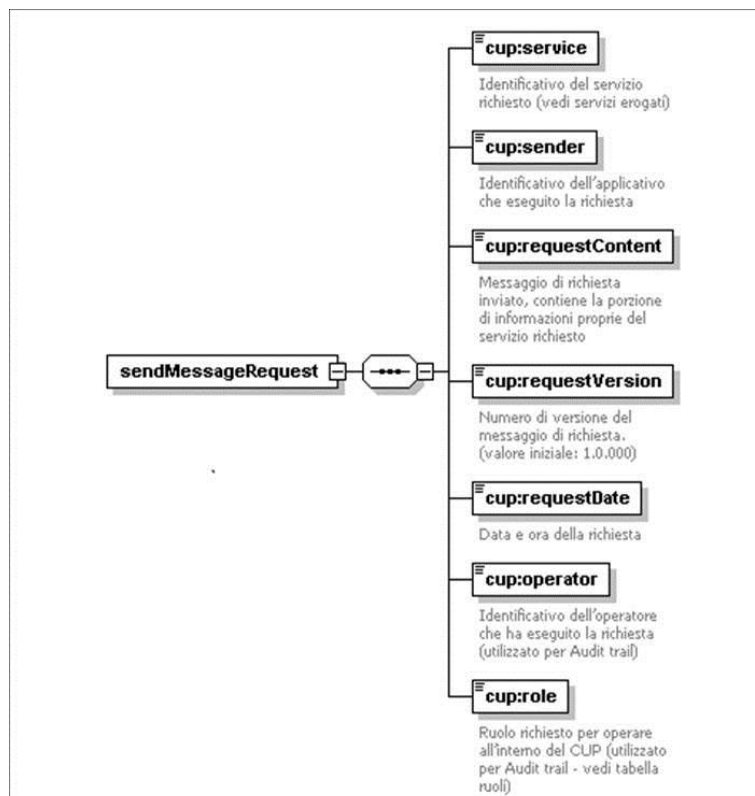 cup:service
Identificativo del servizio
richiesto (vedi servizi erogati)
cup:sender
Identificativo dell'applicativo
che eseguito la richiesta
cup:requestContent
Messaggio di richiesta
inviato, contiene la porzione
di informazioni proprie del
servizio richiesto
sendMessageRequest
cup:requestVersion
Numero di versione del
messaggio di richiesta.
(valore iniziale: 1.0.000)
cup:requestDate
Data e ora della richiesta
cup:operator
Identificativo dell'operatore
che ha eseguito la richiesta
(utilizzato per Audit trail)
cup:role
Ruolo richiesto per operare
all'interno del CUP (utilizzato
per Audit trail - vedi tabella
ruoli)